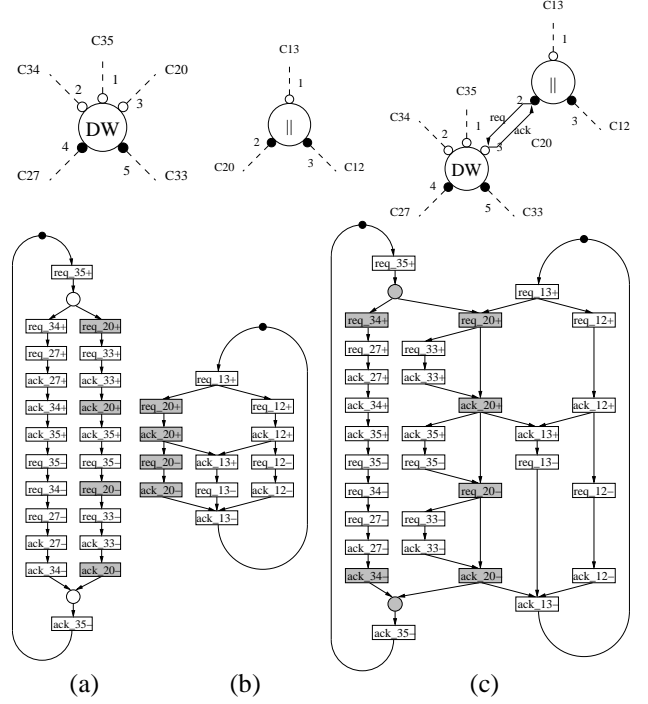 C35
C34
C20
1
2
3
DW
4
5
C27
C33
C13
1
||
2
3
C20
C12
C13
1
||
2
3
req
ack
C12
C20
C35
C34
1
2
3
DW
4
5
C27
C33
req_35+
req_34+ req_20+
req_27+ req_33+
ack_27+ ack_33+
ack_34+ ack_20+
ack_35+ ack_35+
req_35– req_35–
req_34– req_20–
req_27– req_33–
ack_27– ack_33–
ack_34– ack_20–
ack_35–
req_13+
req_20+ req_12+
ack_20+ ack_12+
req_20– ack_13+ req_12–
ack_20– req_13– ack_12–
ack_13–
req_35+
req_13+
req_34+ req_20+ req_12+
req_27+ req_33+
ack_27+ ack_33+
ack_34+ ack_20+ ack_12+
ack_35+ ack_35+ ack_13+
req_35– req_35– req_13–
req_34– req_20– req_12–
req_27– req_33–
ack_27– ack_33–
ack_34– ack_20– ack_12–
ack_13–
ack_35–
(a) (b) (c)